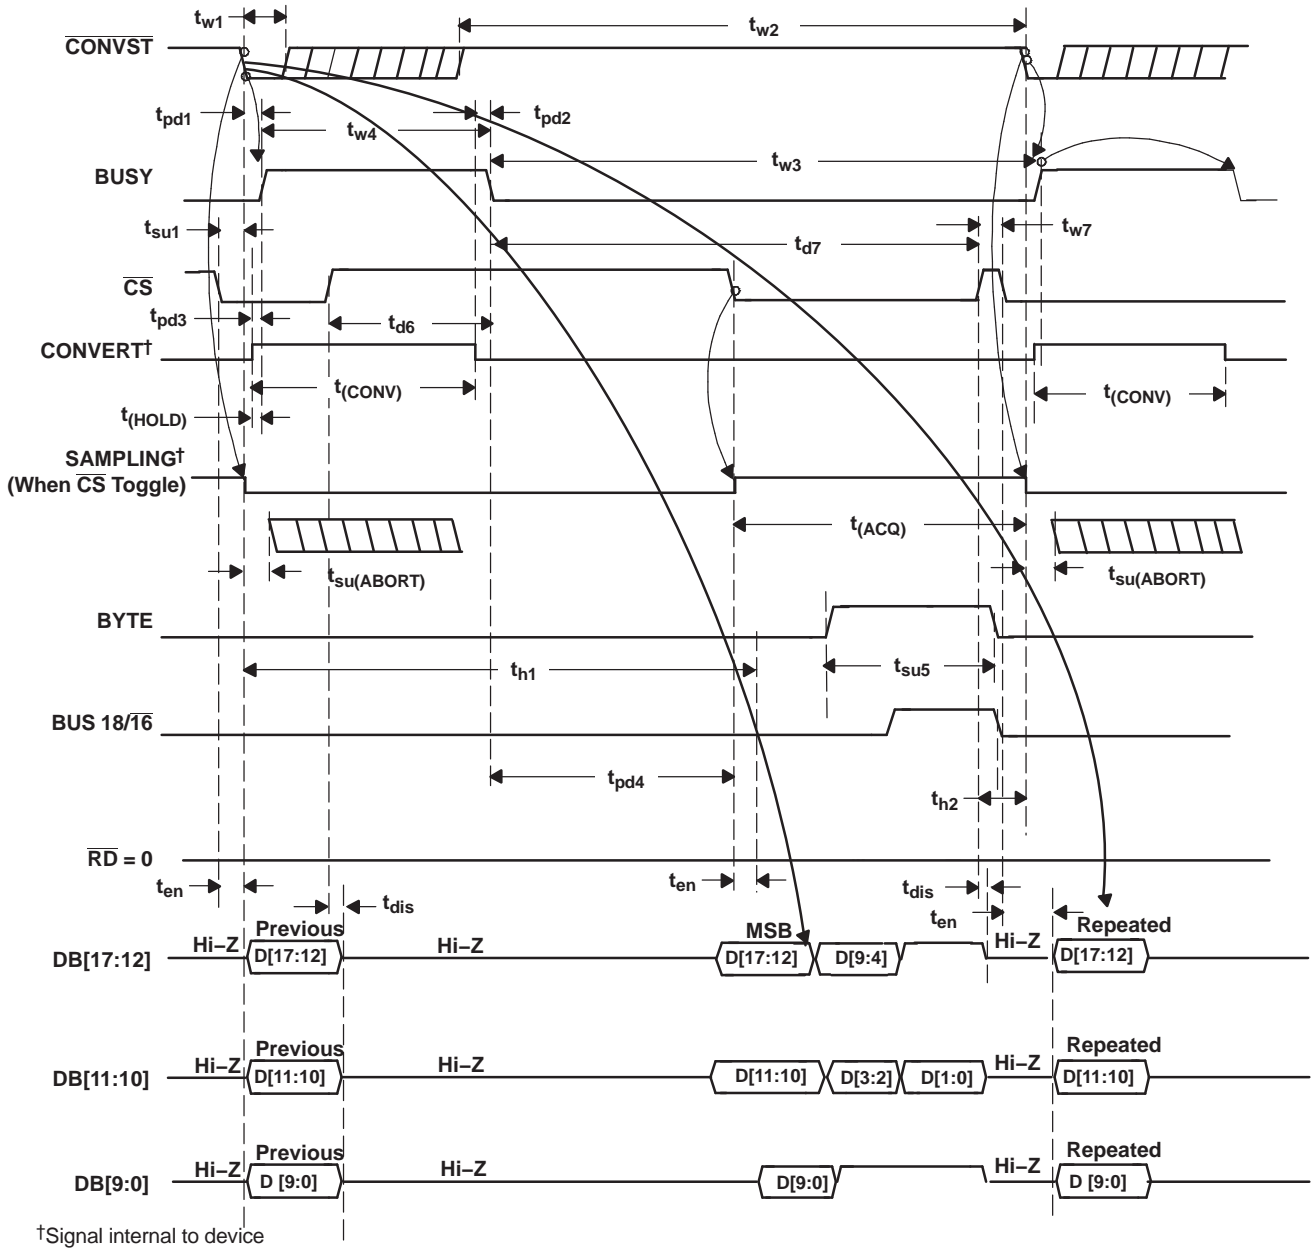 tw1
tw2
CONVST
tpd1
tw4
tpd2
tw3
BUSY
tsu1
tw7
td7
CS
tpd3
td6
CONVERT†
t(CONV)
t(CONV)
t(HOLD)
SAMPLING†
(When CS Toggle)
t(ACQ)
tsu(ABORT)
tsu(ABORT)
BYTE
th1
tsu5
BUS 18/16
tpd4
th2
RD = 0
ten
tdis
ten
tdis
ten
Previous
MSB
Repeated
DB[17:12]
Hi–Z
D[17:12]
Hi–Z
D[17:12]
D[9:4]
Hi–Z
D[17:12]
Previous
Repeated
DB[11:10]
Hi–Z
D[11:10]
Hi–Z
D[11:10]
D[3:2]
D[1:0]
Hi–Z
D[11:10]
Previous
Repeated
DB[9:0]
Hi–Z
D [9:0]
Hi–Z
D[9:0]
Hi–Z
D [9:0]
†Signal internal to device